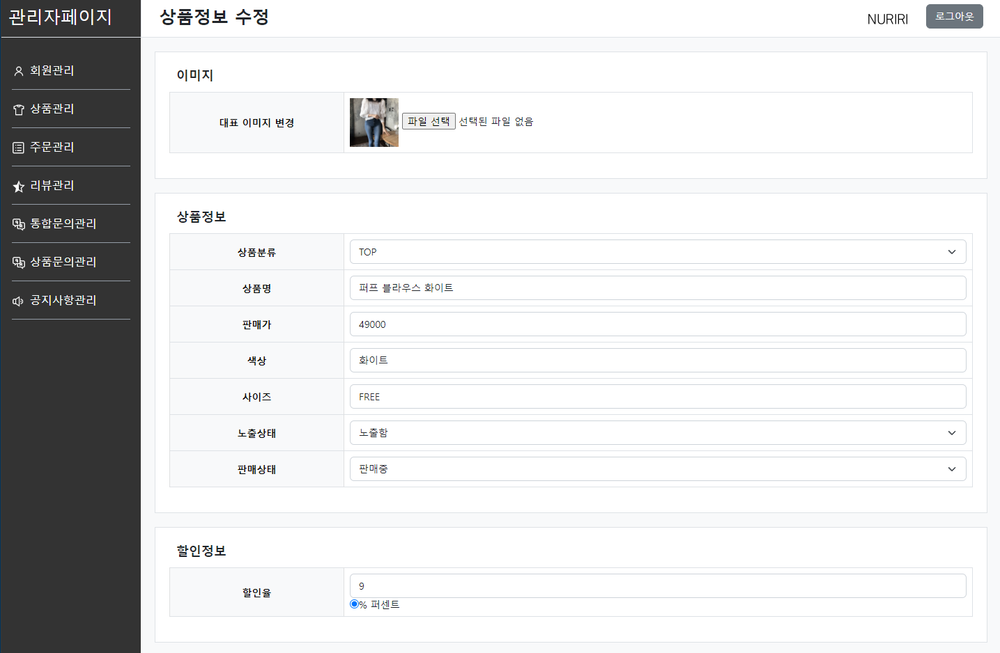 관리자페이지
회원관리
상품관리
주문관리
리뷰관리
통합문의관리
상품문의관리
공지사항관리
상품정보 수정
NURIRI
로그아웃
이미지
대표 이미지 변경
파일 선택 선택된 파일 없음
상품정보
상품분류 TOP
상품명 퍼프 블라우스 화이트
판매가 49000
색상 화이트
사이즈 FREE
노출상태 노출함
판매상태 판매중
할인정보
할인율 9
% 퍼센트